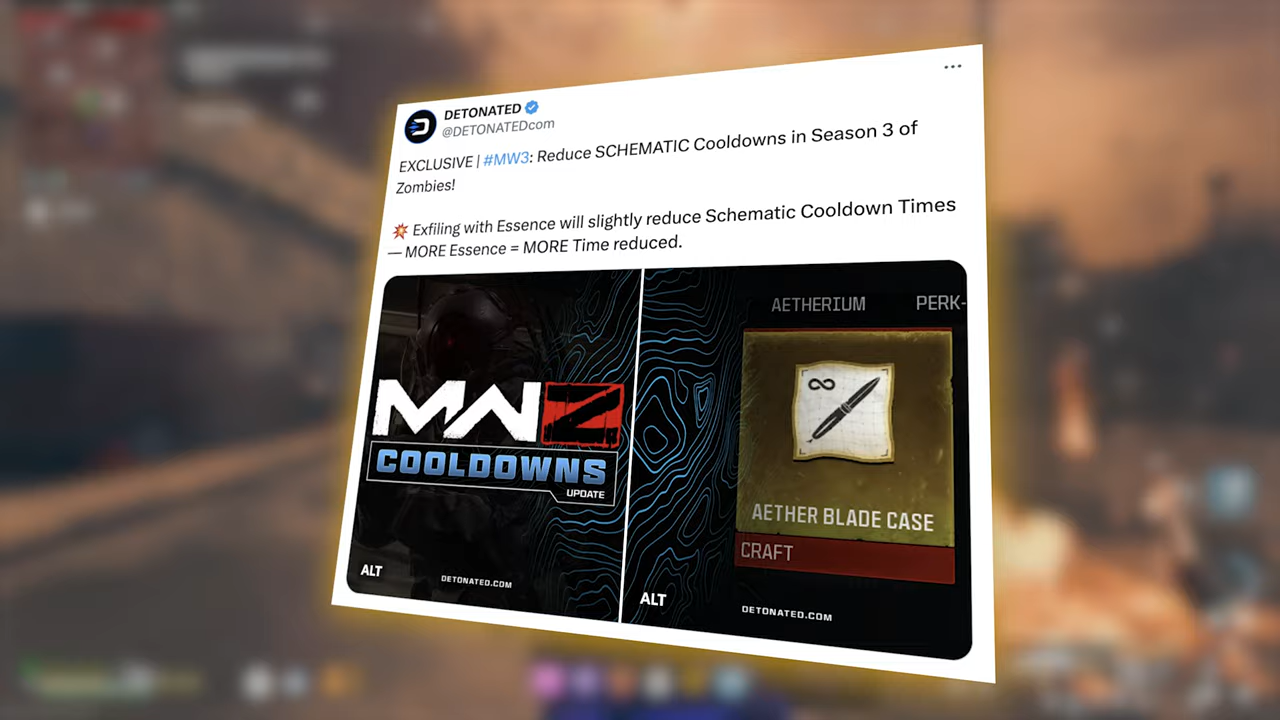 DETONATED
@DETONATEDcom
EXCLUSIVE | #MW3: Reduce SCHEMATIC Cooldowns in Season 3 of
Zombies!
💥 Exfiling with Essence will slightly reduce Schematic Cooldown Times
— MORE Essence = MORE Time reduced.
MWZ
COOLDOWNS
UPDATE
ALT
DETONATED.COM
AETHERIUM PERK-
AETHER BLADE CASE
CRAFT
ALT
DETONATED.COM